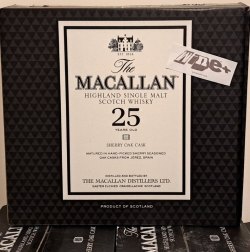 The
MACALLAN
HIGHLAND SINGLE MALT
SCOTCH WHISKY
25
YEARS OLD
SHERRY OAK CASK
MATURED IN HAND-PICKED SHERRY SEASONED
OAK CASKS FROM JEREZ, SPAIN
DISTILLED AND BOTTLED BY
THE MACALLAN DISTILLERS LTD.
EASTER ELCHIES, CRAIGELLACHIE, SCOTLAND
PRODUCT OF SCOTLAND